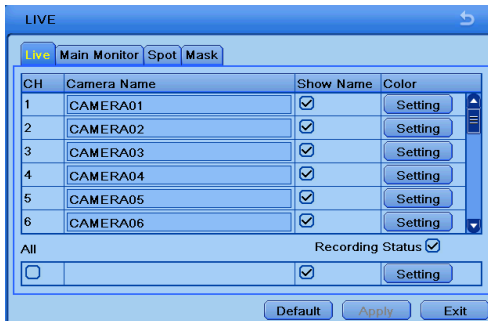 LIVE
Live Main Monitor Spot Mask
CH Camera Name Show Name Color
1 CAMERA01 Setting
2 CAMERA02 Setting
3 CAMERA03 Setting
4 CAMERA04 Setting
5 CAMERA05 Setting
6 CAMERA06 Setting
All Recording Status
Setting
Default Apply Exit